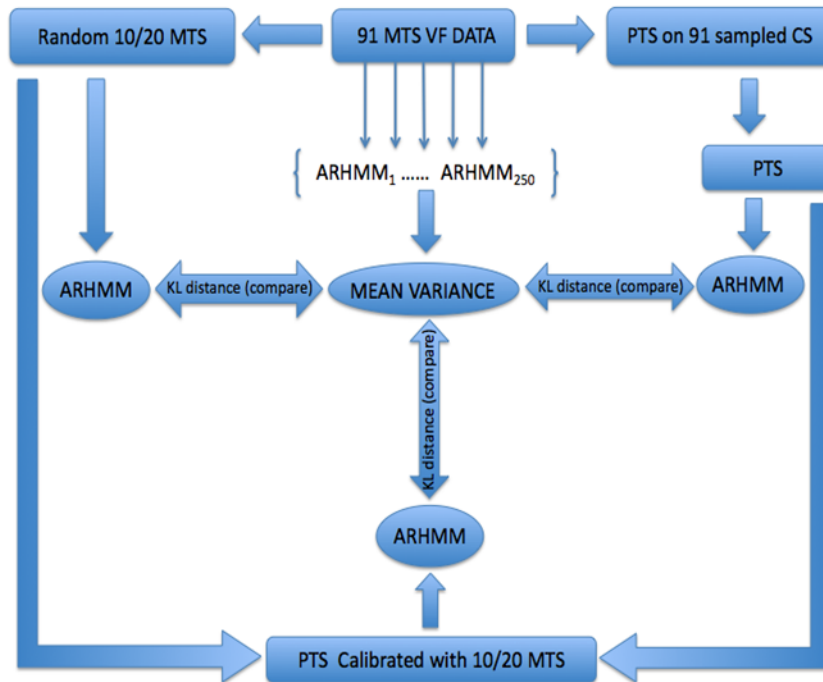 Random 10/20 MTS
91 MTS VF DATA
PTS on 91 sampled CS
{ ARHMM1 ...... ARHMM250 }
PTS
ARHMM
KL distance (compare)
MEAN VARIANCE
KL distance (compare)
ARHMM
KL distance (compare)
ARHMM
PTS Calibrated with 10/20 MTS